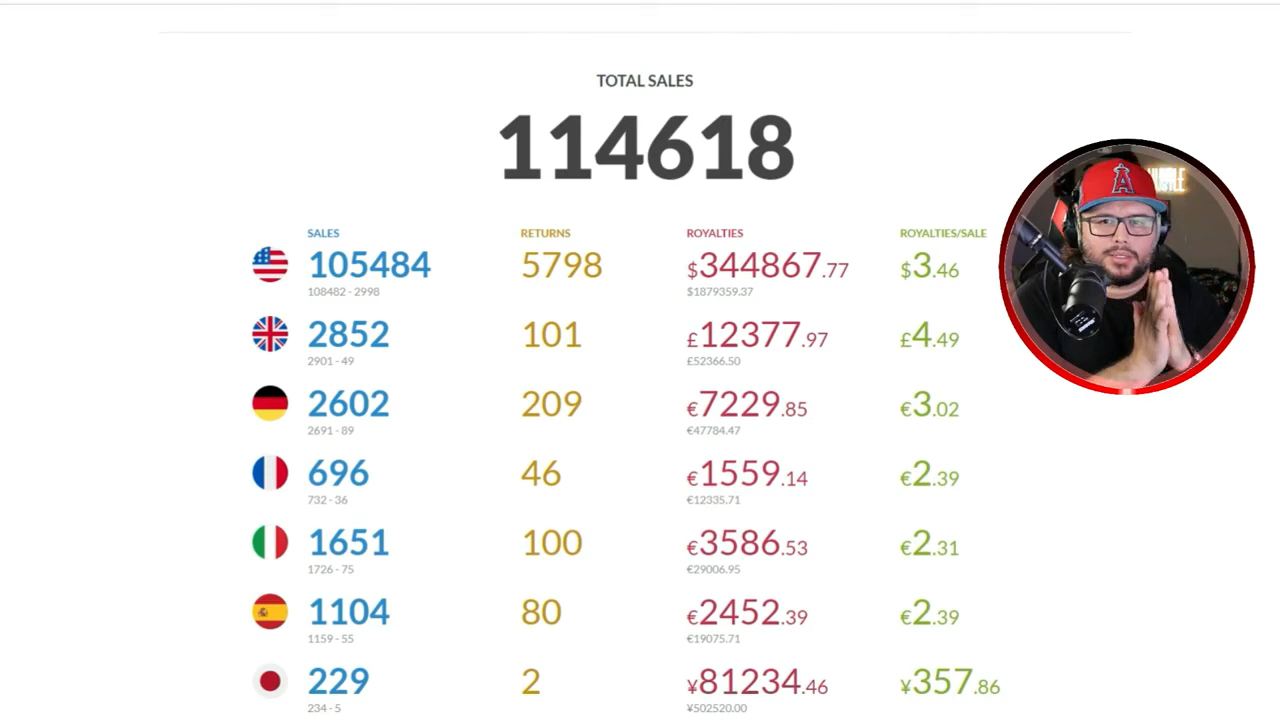 TOTAL SALES
114618
SALES RETURNS ROYALTIES ROYALTIES/SALE
105484 5798 $344867.77 $3.46
108482 - 2998 $1879359.37
2852 101 £12377.97 £4.49
2901 - 49 £52366.50
2602 209 €7229.85 €3.02
2691 - 89 €47784.47
696 46 €1559.14 €2.39
732 - 36 €12335.71
1651 100 €3586.53 €2.31
1726 - 75 €29006.95
1104 80 €2452.39 €2.39
1159 - 55 €19075.71
229 2 ¥81234.46 ¥357.86
234 - 5 ¥502520.00
A